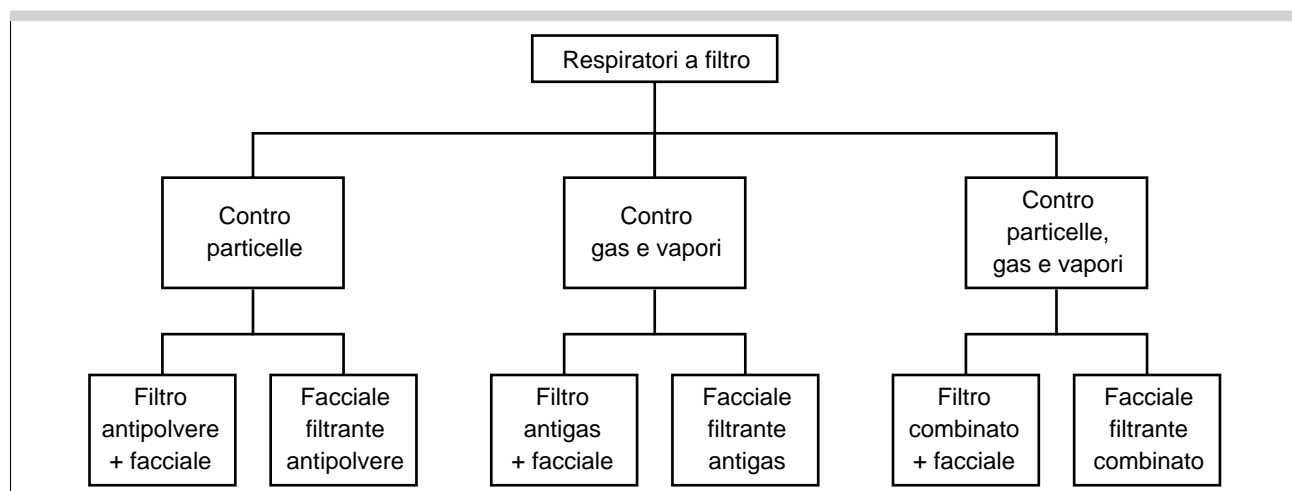 Respiratori a filtro
Contro
particelle
Contro
gas e vapori
Contro
particelle,
gas e vapori
Filtro
antipolvere
+ facciale
Facciale
filtrante
antipolvere
Filtro
antigas
+ facciale
Facciale
filtrante
antigas
Filtro
combinato
+ facciale
Facciale
filtrante
combinato